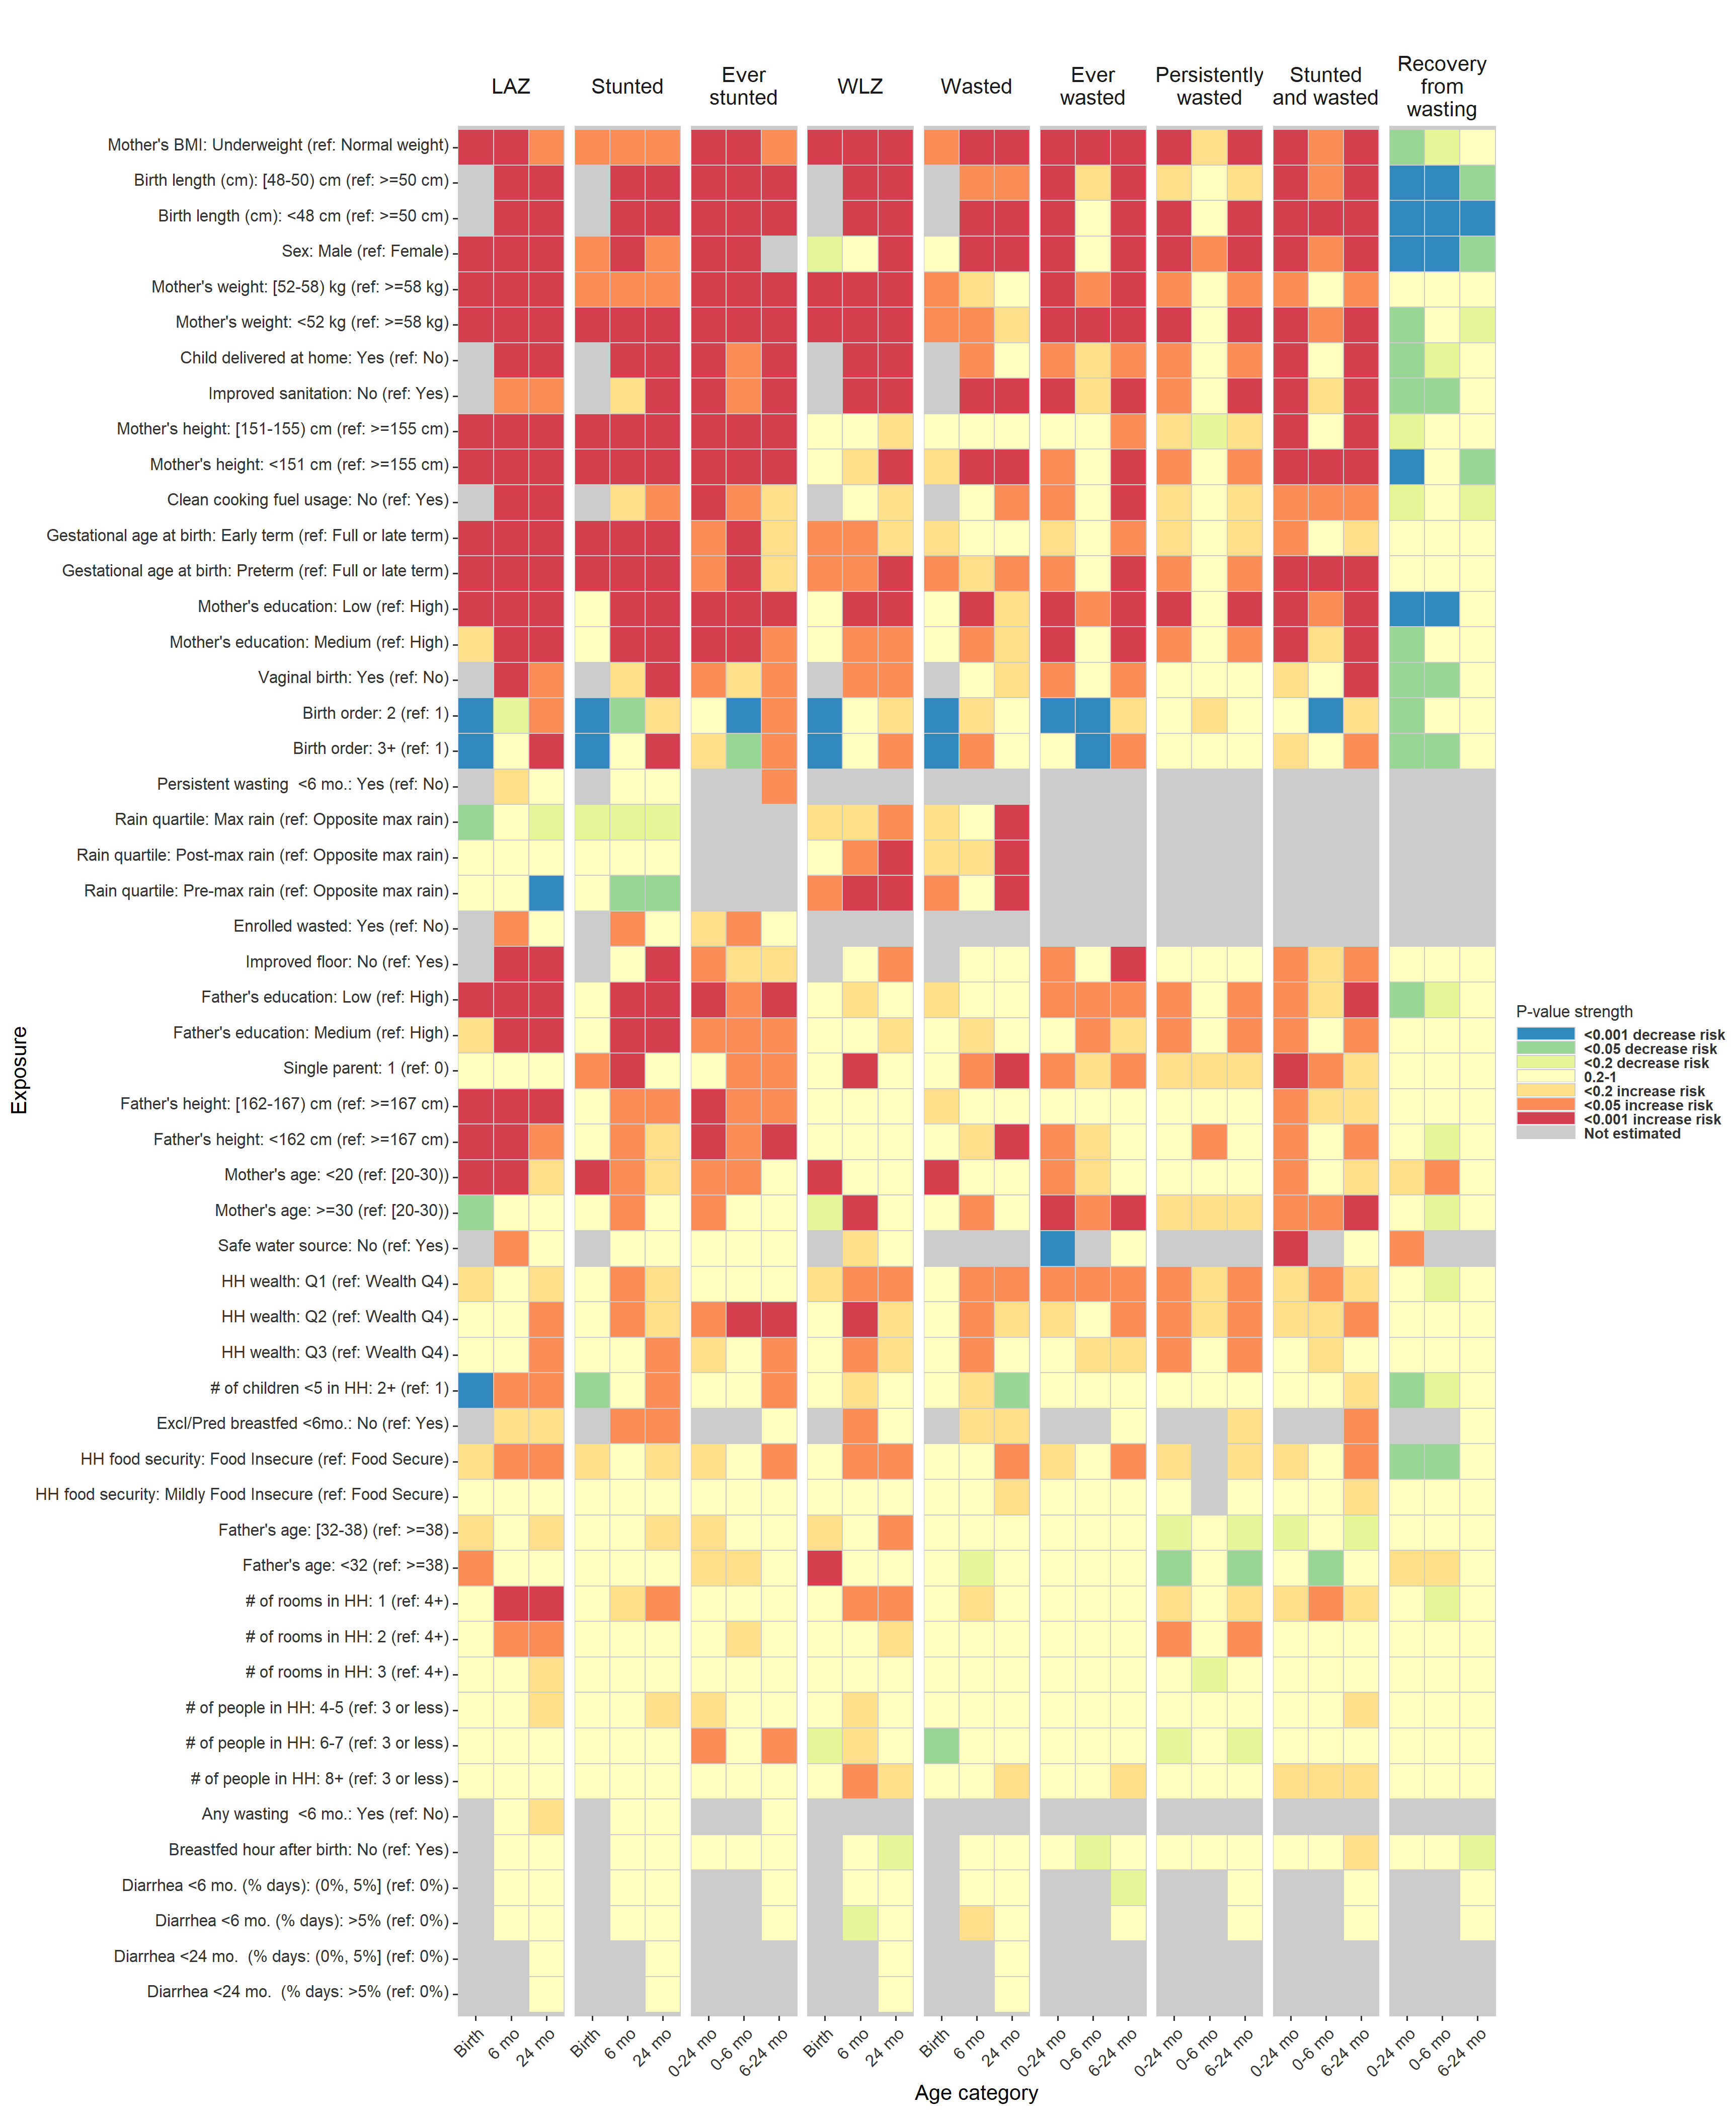 LAZ
Stunted
Ever
stunted
WLZ
Wasted
Ever
wasted
Persistently
wasted
Stunted
and wasted
Recovery
from
wasting
Exposure
Mother's BMI: Underweight (ref: Normal weight)
Birth length (cm): [48-50) cm (ref: >=50 cm)
Birth length (cm): <48 cm (ref: >=50 cm)
Sex: Male (ref: Female)
Mother's weight: [52-58) kg (ref: >=58 kg)
Mother's weight: <52 kg (ref: >=58 kg)
Child delivered at home: Yes (ref: No)
Improved sanitation: No (ref: Yes)
Mother's height: [151-155) cm (ref: >=155 cm)
Mother's height: <151 cm (ref: >=155 cm)
Clean cooking fuel usage: No (ref: Yes)
Gestational age at birth: Early term (ref: Full or late term)
Gestational age at birth: Preterm (ref: Full or late term)
Mother's education: Low (ref: High)
Mother's education: Medium (ref: High)
Vaginal birth: Yes (ref: No)
Birth order: 2 (ref: 1)
Birth order: 3+ (ref: 1)
Persistent wasting  <6 mo.: Yes (ref: No)
Rain quartile: Max rain (ref: Opposite max rain)
Rain quartile: Post-max rain (ref: Opposite max rain)
Rain quartile: Pre-max rain (ref: Opposite max rain)
Enrolled wasted: Yes (ref: No)
Improved floor: No (ref: Yes)
Father's education: Low (ref: High)
Father's education: Medium (ref: High)
Single parent: 1 (ref: 0)
Father's height: [162-167) cm (ref: >=167 cm)
Father's height: <162 cm (ref: >=167 cm)
Mother's age: <20 (ref: [20-30))
Mother's age: >=30 (ref: [20-30))
Safe water source: No (ref: Yes)
HH wealth: Q1 (ref: Wealth Q4)
HH wealth: Q2 (ref: Wealth Q4)
HH wealth: Q3 (ref: Wealth Q4)
# of children <5 in HH: 2+ (ref: 1)
Excl/Pred breastfed <6mo.: No (ref: Yes)
HH food security: Food Insecure (ref: Food Secure)
HH food security: Mildly Food Insecure (ref: Food Secure)
Father's age: [32-38) (ref: >=38)
Father's age: <32 (ref: >=38)
# of rooms in HH: 1 (ref: 4+)
# of rooms in HH: 2 (ref: 4+)
# of rooms in HH: 3 (ref: 4+)
# of people in HH: 4-5 (ref: 3 or less)
# of people in HH: 6-7 (ref: 3 or less)
# of people in HH: 8+ (ref: 3 or less)
Any wasting  <6 mo.: Yes (ref: No)
Breastfed hour after birth: No (ref: Yes)
Diarrhea <6 mo. (% days): (0%, 5%] (ref: 0%)
Diarrhea <6 mo. (% days): >5% (ref: 0%)
Diarrhea <24 mo.  (% days: (0%, 5%] (ref: 0%)
Diarrhea <24 mo.  (% days: >5% (ref: 0%)
P-value strength
<0.001 decrease risk
<0.05 decrease risk
<0.2 decrease risk
0.2-1
<0.2 increase risk
<0.05 increase risk
<0.001 increase risk
Not estimated
Birth 6 mo 24 mo Birth 6 mo 24 mo 0-24 mo 0-6 mo 6-24 mo Birth 6 mo 24 mo Birth 6 mo 24 mo 0-24 mo 0-6 mo 6-24 mo 0-24 mo 0-6 mo 6-24 mo 0-24 mo 0-6 mo 6-24 mo 0-24 mo 0-6 mo 6-24 mo
Age category